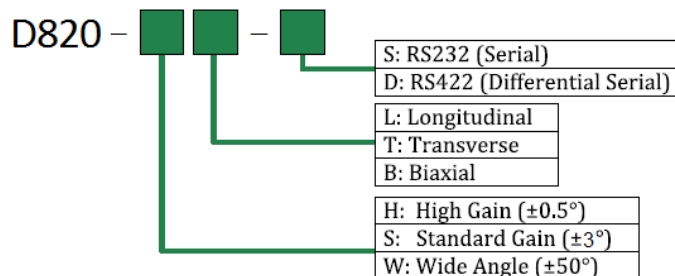 D820 - -
S: RS232 (Serial)
D: RS422 (Differential Serial)
L: Longitudinal
T: Transverse
B: Biaxial
H: High Gain (±0.5°)
S: Standard Gain (±3°)
W: Wide Angle (±50°)